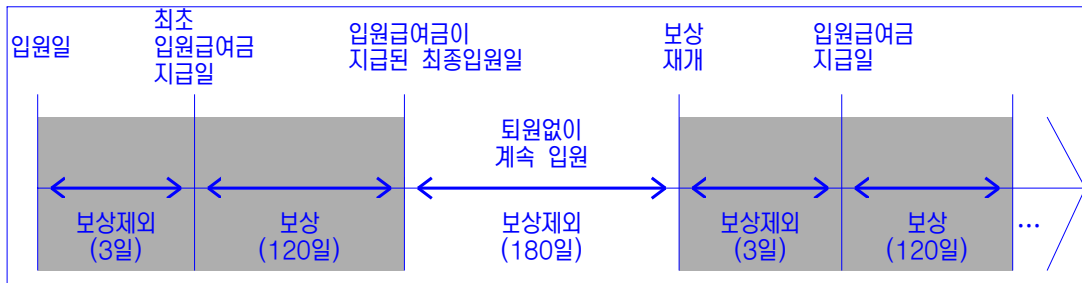 입원일
최초
입원급여금
지급일
입원급여금이
지급된 최종입원일
보상
재개
입원급여금
지급일
퇴원없이
계속 입원
보상제외
(3일)
보상
(120일)
보상제외
(180일)
보상제외
(3일)
보상
(120일)
...